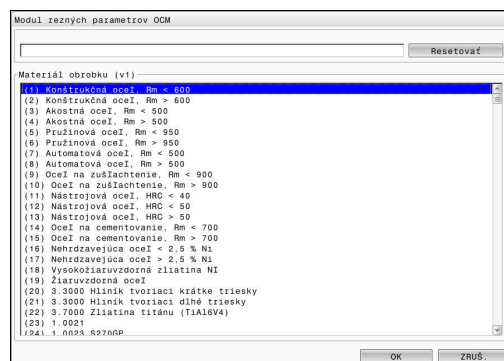 Modul rezných parametrov OCM
Resetovať
Materiál obrobku (v1)
(1) Konštrukčná oceľ, Rm < 600
(2) Konštrukčná oceľ, Rm > 600
(3) Akostná oceľ, Rm < 500
(4) Akostná oceľ, Rm > 500
(5) Pružinová oceľ, Rm < 950
(6) Pružinová oceľ, Rm > 950
(7) Automatová oceľ, Rm < 500
(8) Automatová oceľ, Rm > 500
(9) Oceľ na zušľachtenie, Rm < 900
(10) Oceľ na zušľachtenie, Rm > 900
(11) Nástrojová oceľ, HRC < 40
(12) Nástrojová oceľ, HRC < 50
(13) Nástrojová oceľ, HRC > 50
(14) Oceľ na cementovanie, Rm < 700
(15) Oceľ na cementovanie, Rm > 700
(16) Nehrdzavejúca oceľ < 2,5 % Ni
(17) Nehrdzavejúca oceľ > 2,5 % Ni
(18) Vysokožiaruvzdorná zliatina NI
(19) Žiaruvzdorná oceľ
(20) 3.3000 Hliník tvoriaci krátke triesky
(21) 3.3000 Hliník tvoriaci dlhé triesky
(22) 3.7000 Zliatina titánu (TiAl6V4)
(23) 1.0021
(24) 1.0023 S270GP
OK ZRUŠ.